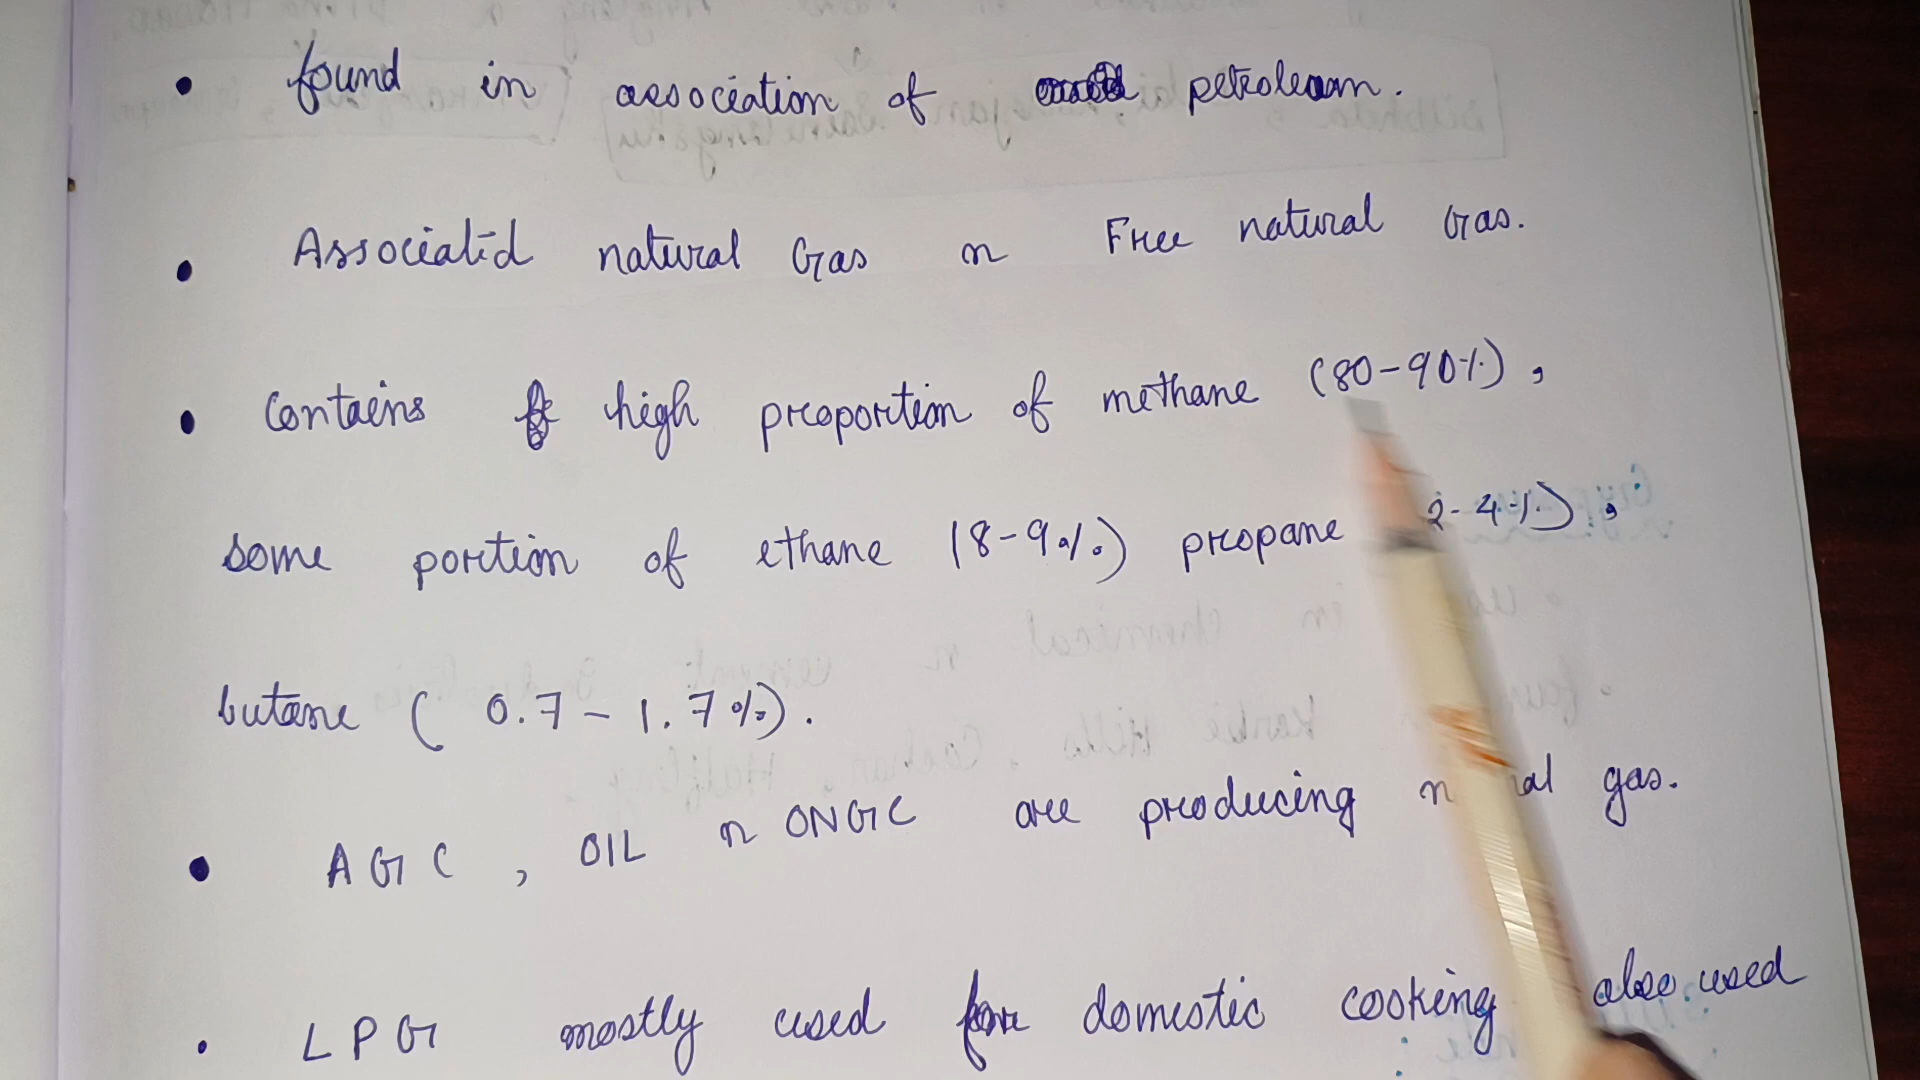 • found in association of petroleum.
• Associated natural Gas n Free natural Gas.
• Contains high proportion of methane (80-90%),
some portion of ethane (8-9%) propane 2-4%),
butane (0.7-1.7%).
• AGC, OIL n ONGC are producing n al gas.
• LPG mostly used for domestic cooking also used